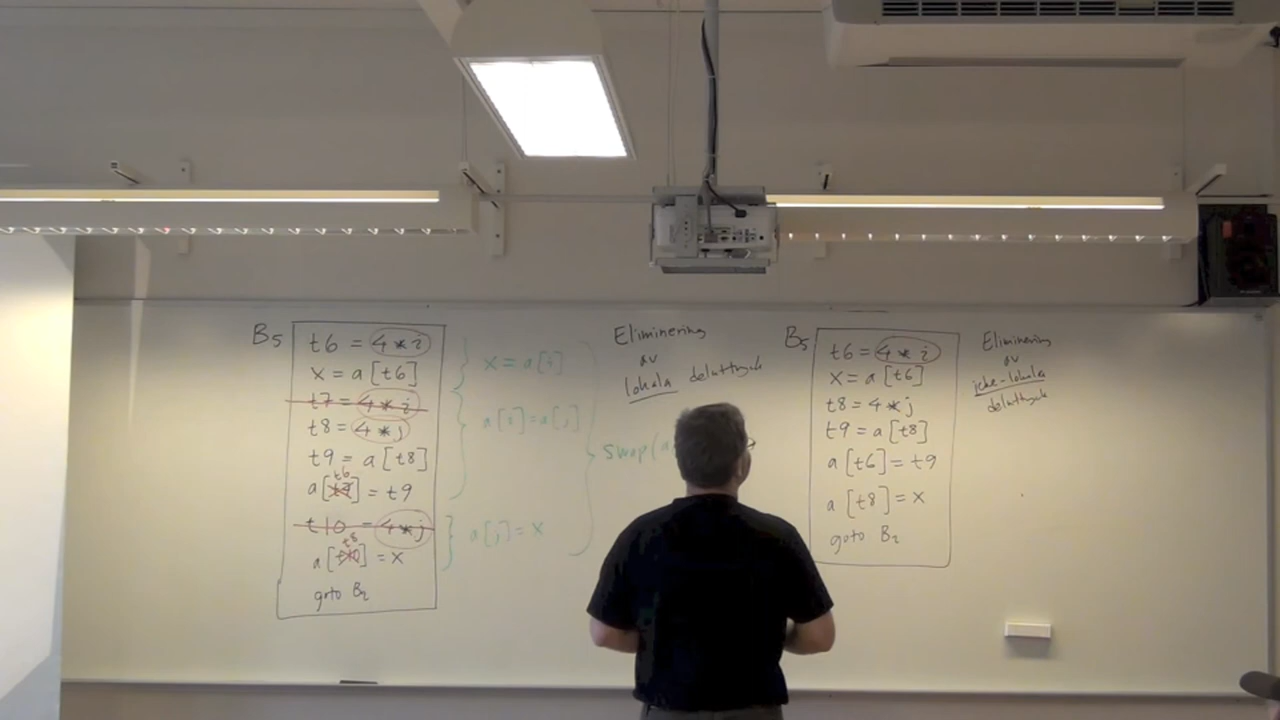 B5
t6 = 4 * i
x = a [t6]
t7 = 4 * i
t8 = 4 * j
t9 = a [t8]
t6
a [t7] = t9
t10 = 4 * j
t8
a [t10] = x
goto B2
x = a [i]
a [i] = a [j]
a [j] = x
swap(a
Eliminering
av
lokala deluttryck
B5
t6 = 4 * i
x = a [t6]
t8 = 4 * j
t9 = a [t8]
a [t6] = t9
a [t8] = x
goto B2
Eliminering
av
icke-lokala
deluttryck